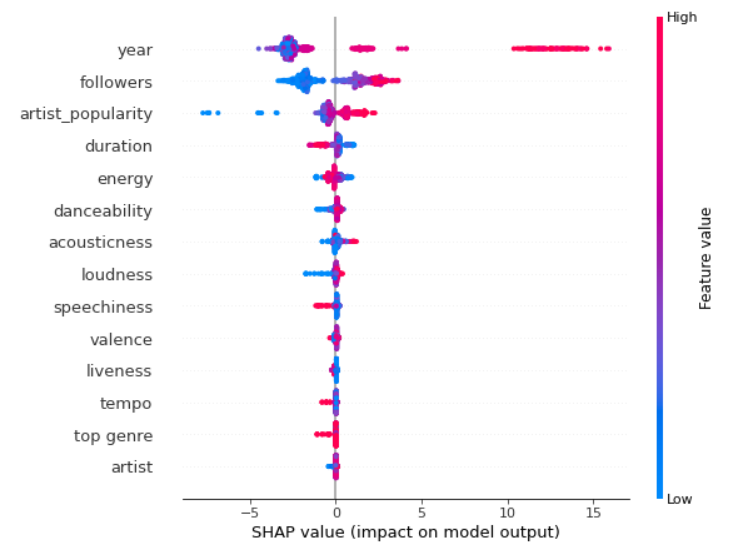 High
year
followers
artist_popularity
duration
energy
danceability
acousticness
loudness
speechiness
valence
liveness
tempo
top genre
artist
Feature value
Low
−5 0 5 10 15
SHAP value (impact on model output)